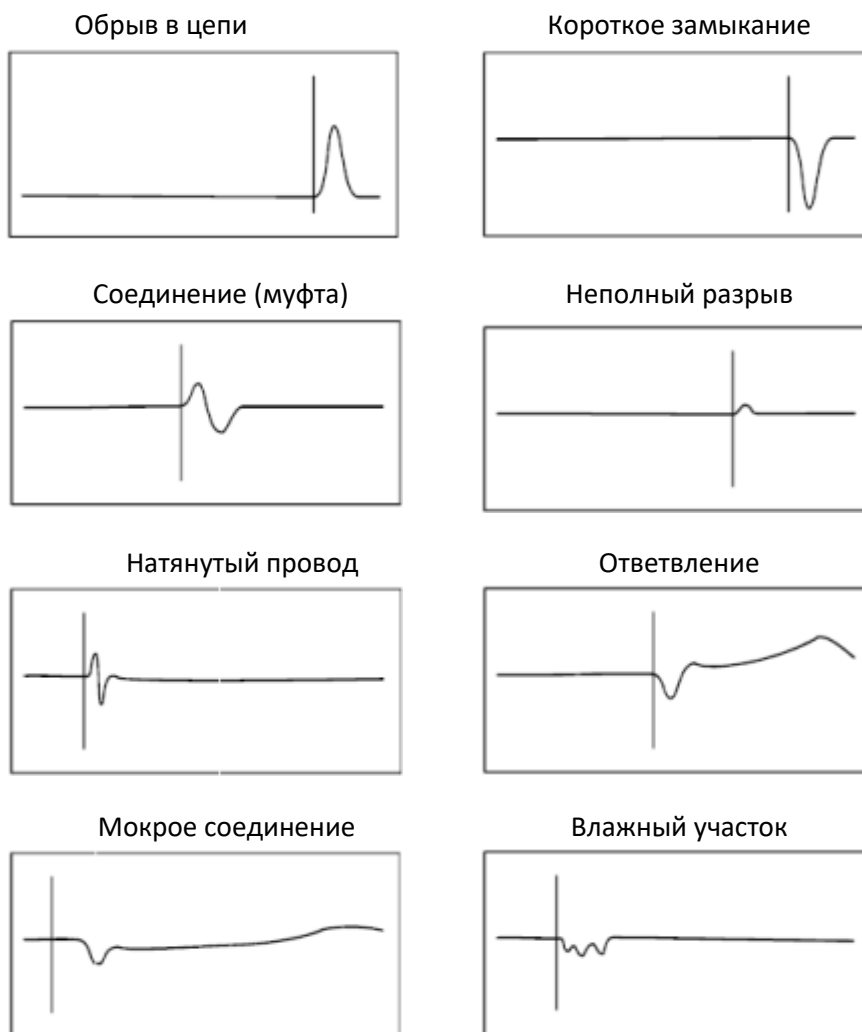 Обрыв в цепи
Короткое замыкание
Соединение (муфта)
Неполный разрыв
Натянутый провод
Ответвление
Мокрое соединение
Влажный участок